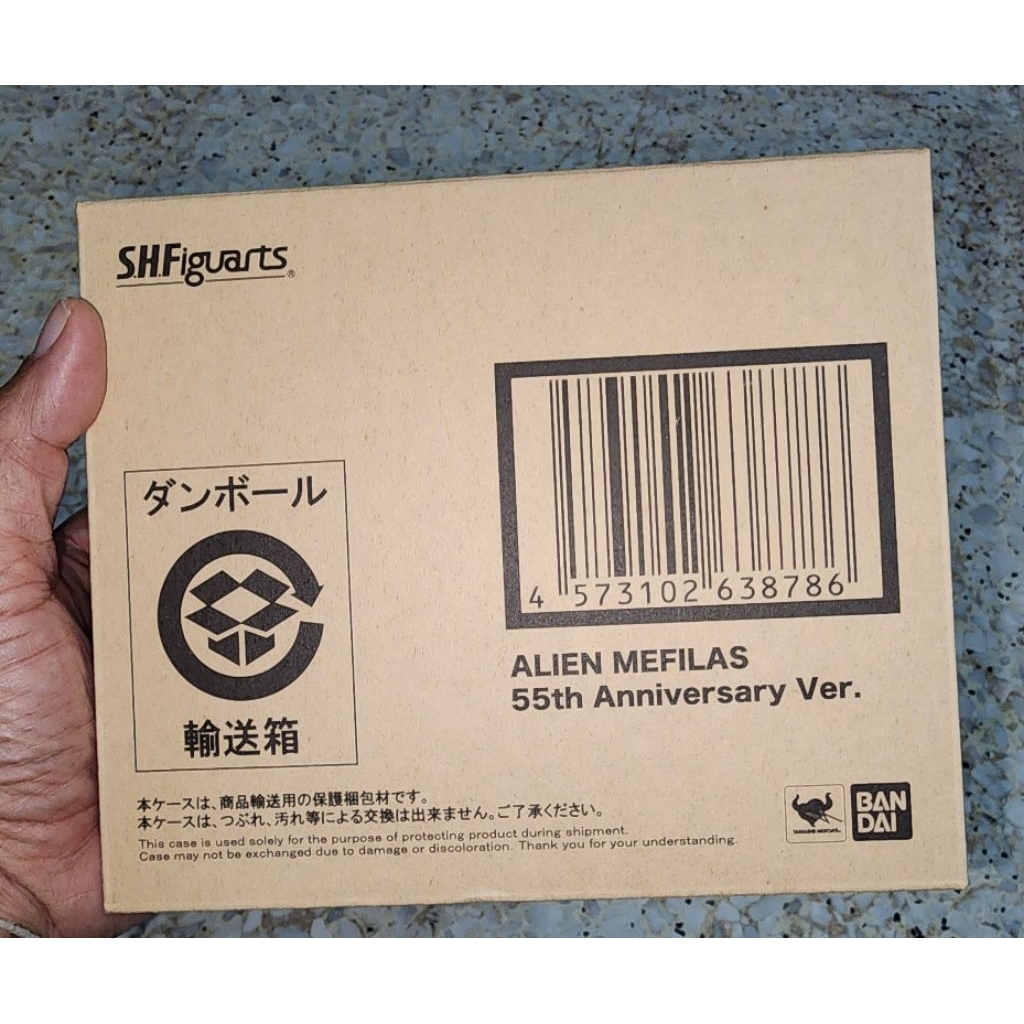 S.H.Figuarts®
4 573102 638786
ALIEN MEFILAS
55th Anniversary Ver.
ダンボール
輸送箱
本ケースは、商品輸送用の保護梱包材です。
本ケースは、つぶれ、汚れ等による交換は出来ません。ご了承ください。
This case is used solely for the purpose of protecting product during shipment.
Case may not be exchanged due to damage or discoloration. Thank you for your understanding.
TAMASHII NATIONS
BAN
DAI